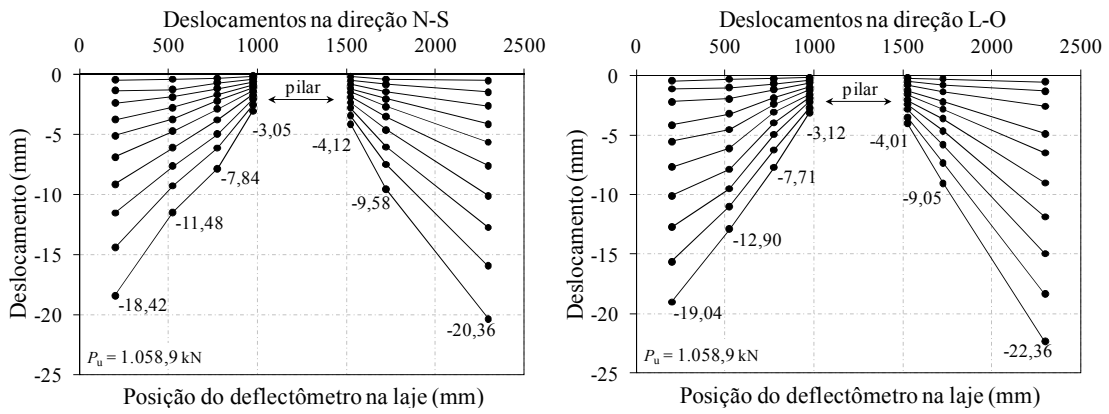 Deslocamentos na direção N-S
0 500 1000 1500 2000 2500
0
-5
-10
-15
-20
-25
Deslocamento (mm)
pilar
-3,05
-4,12
-7,84
-9,58
-11,48
-18,42
-20,36
Pu = 1.058,9 kN
Posição do deflectômetro na laje (mm)
Deslocamentos na direção L-O
0 500 1000 1500 2000 2500
0
-5
-10
-15
-20
-25
Deslocamento (mm)
pilar
-3,12
-4,01
-7,71
-9,05
-12,90
-19,04
-22,36
Pu = 1.058,9 kN
Posição do deflectômetro na laje (mm)